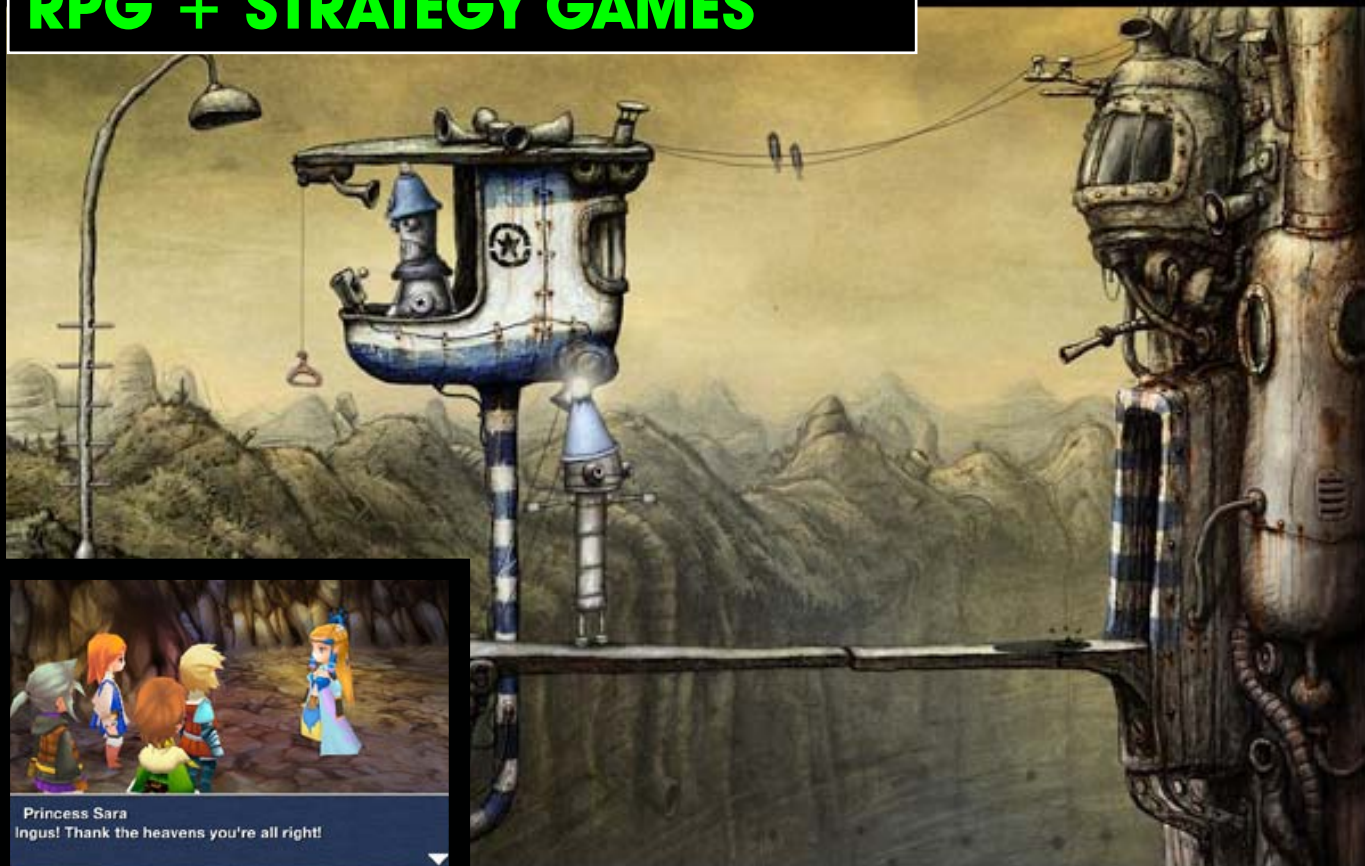 RPG + STRATEGY GAMES
Princess Sara
Ingus! Thank the heavens you're all right!